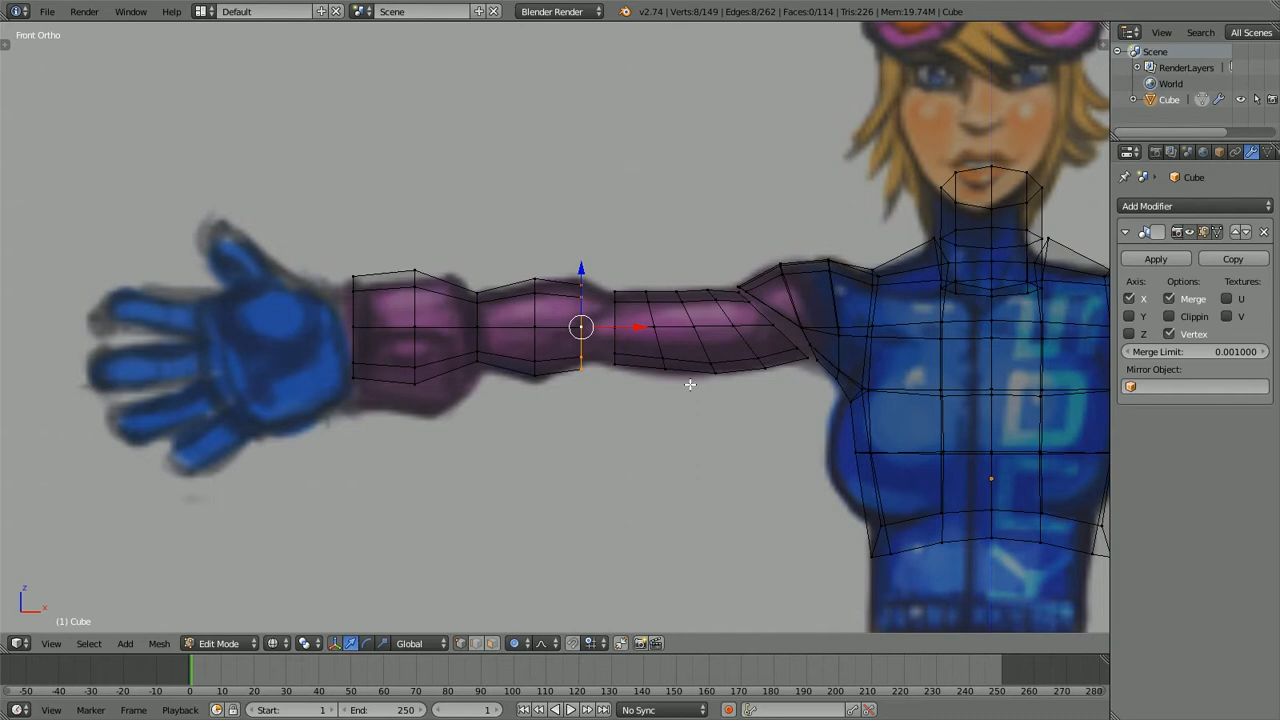 File Render Window Help Default Scene Blender Render v2.74 | Verts:8/149 | Edges:8/262 | Faces:0/114 | Tris:226 | Mem:19.74M | Cube
Front Ortho
View Search All Scenes
Scene
RenderLayers
World
Cube
Cube
Add Modifier
Apply Copy
Axis: Options: Textures:
X Merge U
Y Clippin V
Z Vertex
Merge Limit: 0.001000
Mirror Object:
D
Y
z
x
(1) Cube
View Select Add Mesh Edit Mode Global
-50 -40 -30 -20 -10 0 10 20 30 40 50 60 70 80 90 100 110 120 130 140 150 160 170 180 190 200 210 220 230 240 250 260 270 280
View Marker Frame Playback Start: 1 End: 250 1 No Sync